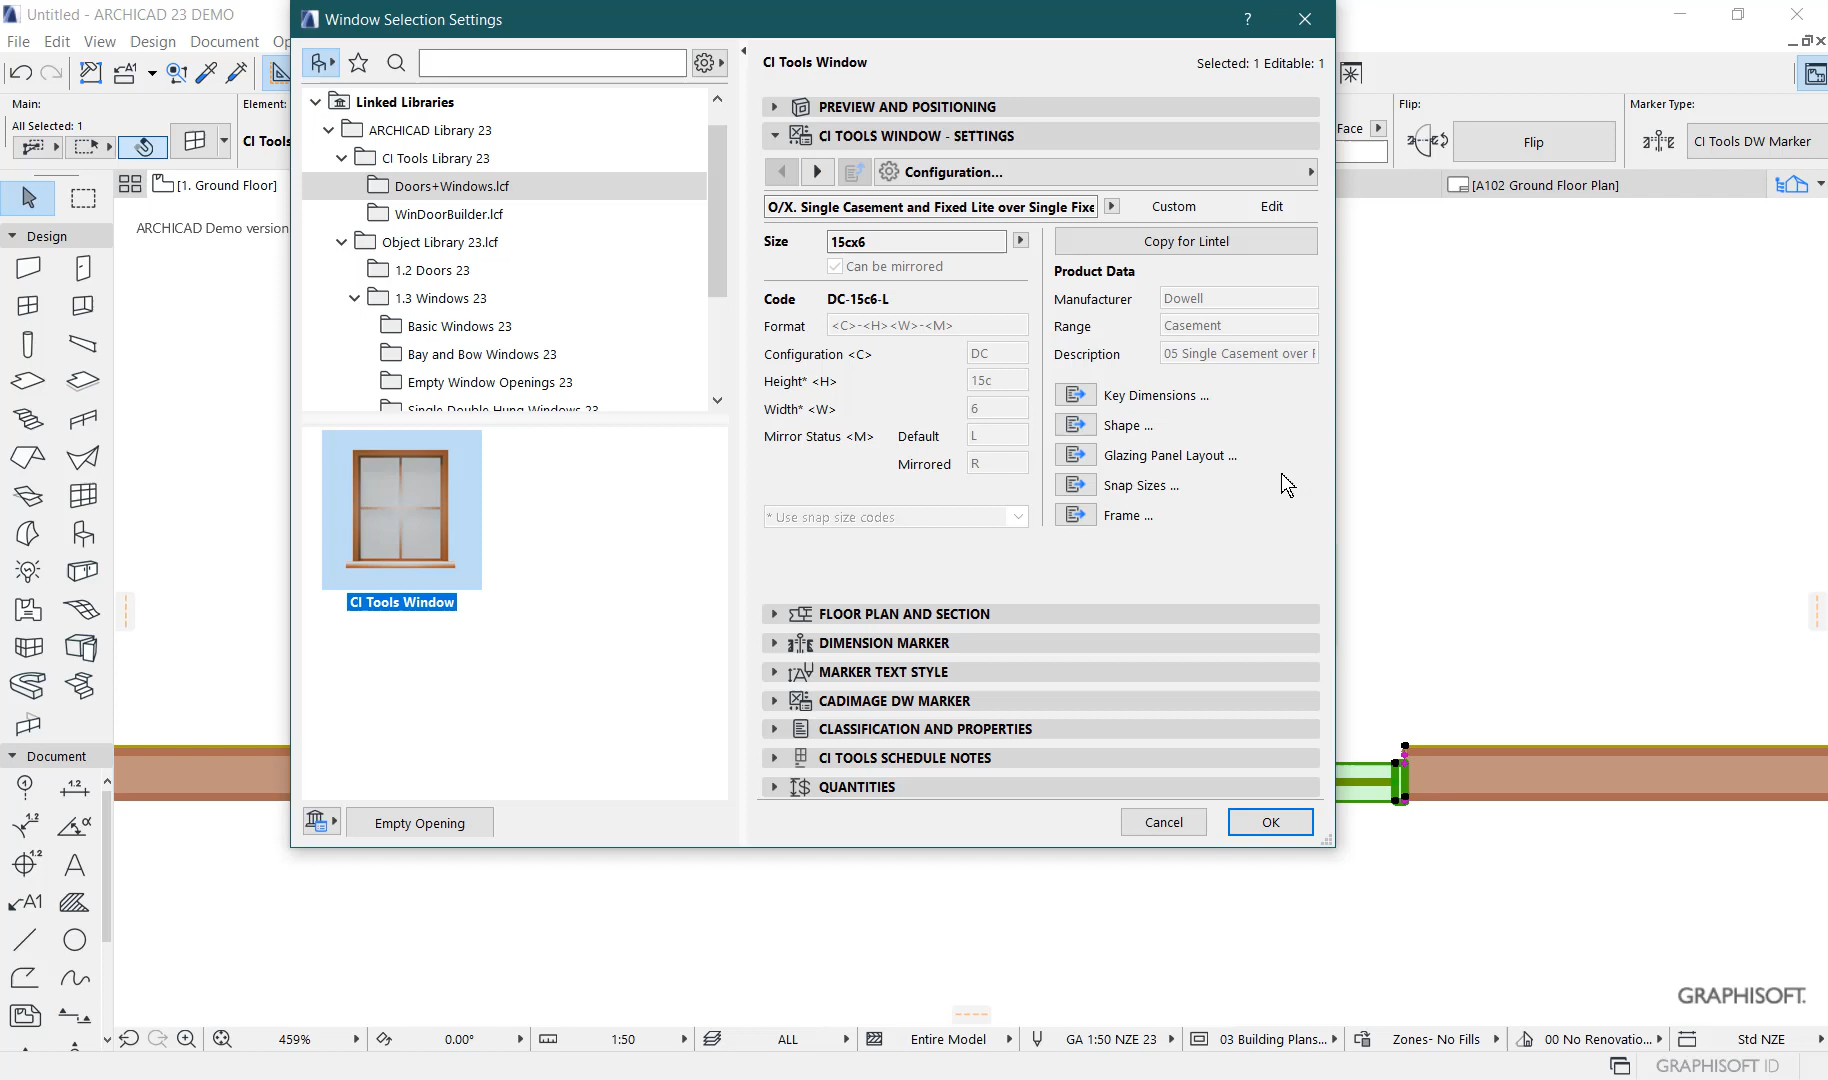 Untitled - ARCHICAD 23 DEMO
File Edit View Design Document Op
Main:
All Selected: 1
Element:
CI Tools
[1. Ground Floor]
ARCHICAD Demo version
Design
Document
Window Selection Settings
?
Linked Libraries
ARCHICAD Library 23
CI Tools Library 23
Doors+Windows.lcf
WinDoorBuilder.lcf
Object Library 23.lcf
1.2 Doors 23
1.3 Windows 23
Basic Windows 23
Bay and Bow Windows 23
Empty Window Openings 23
Single Double Hung Windows 23
CI Tools Window
Empty Opening
CI Tools Window
Selected: 1 Editable: 1
PREVIEW AND POSITIONING
CI TOOLS WINDOW - SETTINGS
Configuration...
O/X. Single Casement and Fixed Lite over Single Fixe
Custom
Edit
Size
15cx6
Can be mirrored
Copy for Lintel
Code
DC-15c6-L
Format
<C>-<H><W>-<M>
Configuration <C>
DC
Height* <H>
15c
Width* <W>
6
Mirror Status <M>
Default
L
Mirrored
R
* Use snap size codes
Product Data
Manufacturer
Dowell
Range
Casement
Description
05 Single Casement over F
Key Dimensions ...
Shape ...
Glazing Panel Layout ...
Snap Sizes ...
Frame ...
FLOOR PLAN AND SECTION
DIMENSION MARKER
MARKER TEXT STYLE
CADIMAGE DW MARKER
CLASSIFICATION AND PROPERTIES
CI TOOLS SCHEDULE NOTES
QUANTITIES
Cancel
OK
Face
Flip:
Flip
Marker Type:
CI Tools DW Marker
[A102 Ground Floor Plan]
GRAPHISOFT.
459%
0.00°
1:50
ALL
Entire Model
GA 1:50 NZE 23
03 Building Plans...
Zones- No Fills
00 No Renovatio...
Std NZE
GRAPHISOFT ID